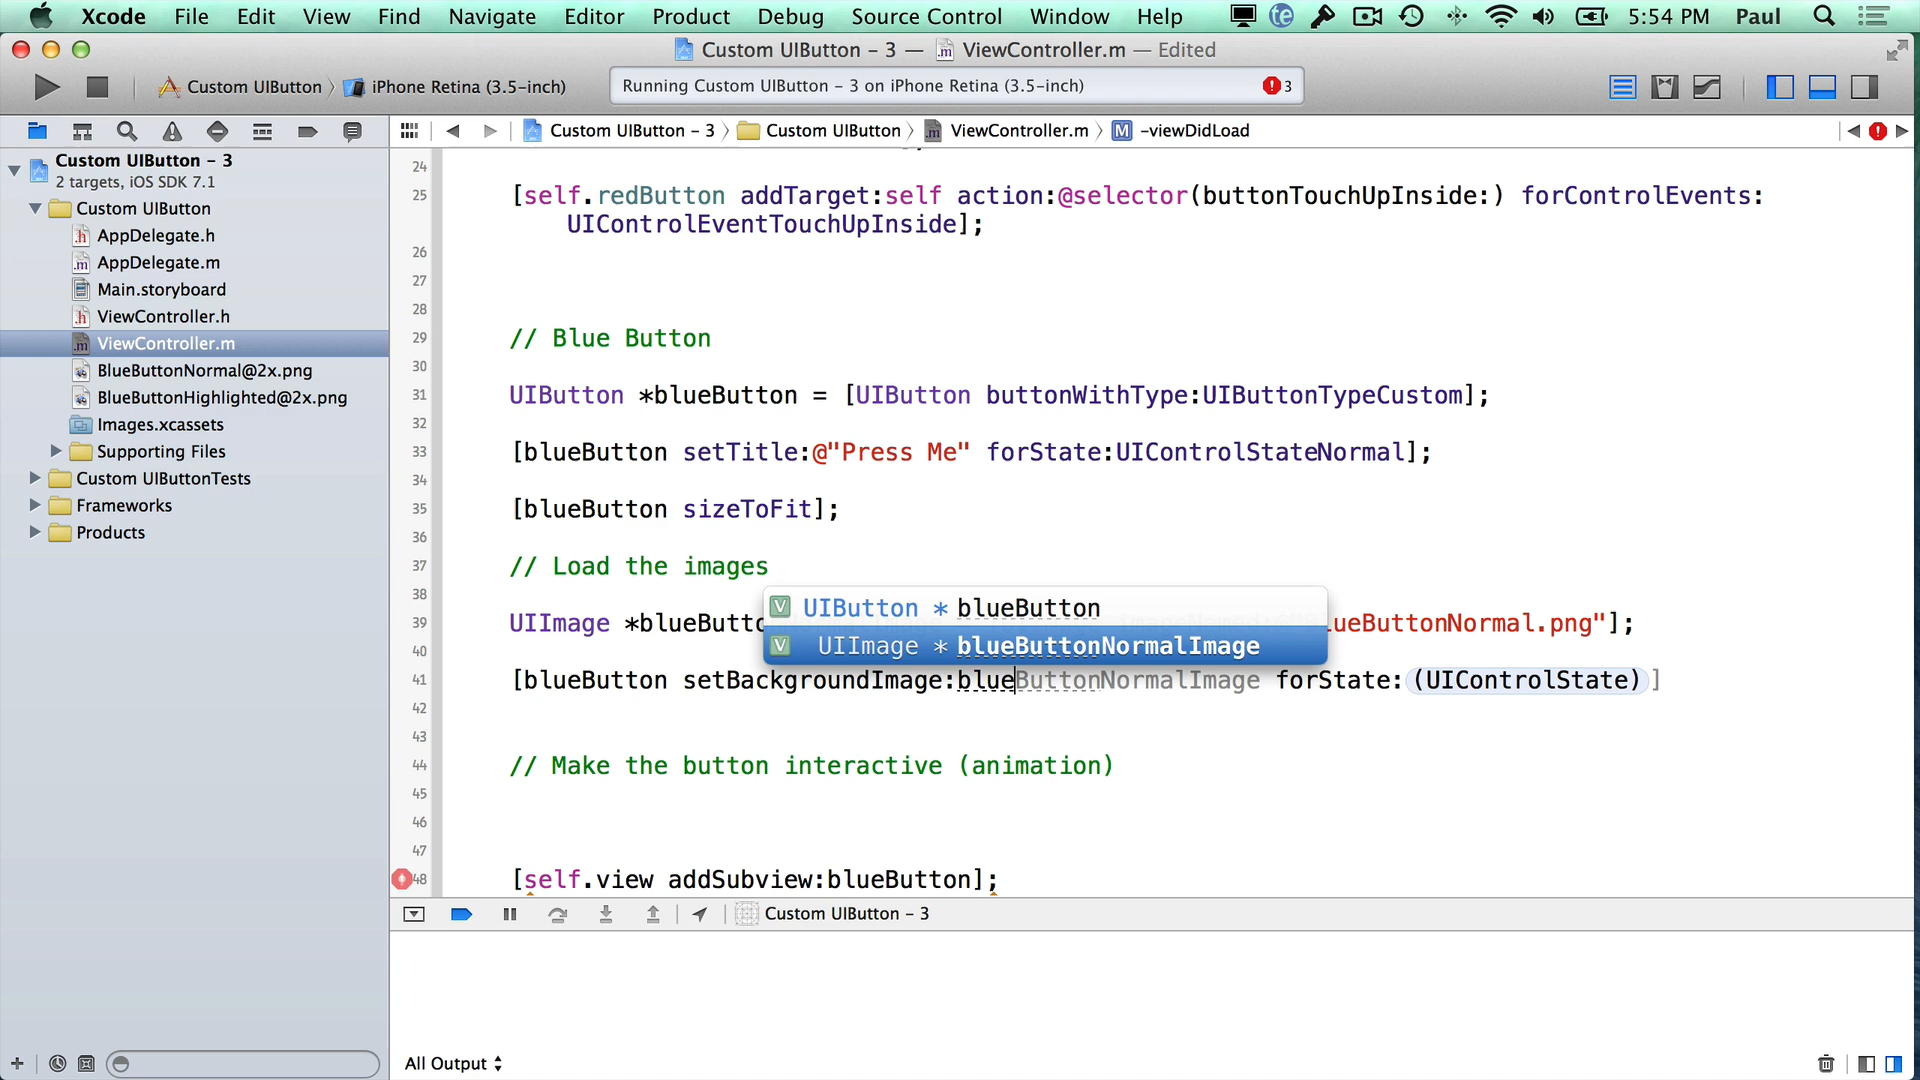 Xcode File Edit View Find Navigate Editor Product Debug Source Control Window Help te 5:54 PM Paul
Custom UIButton - 3 — ViewController.m — Edited
Custom UIButton iPhone Retina (3.5-inch)
Running Custom UIButton - 3 on iPhone Retina (3.5-inch) 3
Custom UIButton - 3 Custom UIButton ViewController.m M -viewDidLoad
Custom UIButton - 3
2 targets, iOS SDK 7.1
Custom UIButton
AppDelegate.h
AppDelegate.m
Main.storyboard
ViewController.h
ViewController.m
BlueButtonNormal@2x.png
BlueButtonHighlighted@2x.png
Images.xcassets
Supporting Files
Custom UIButtonTests
Frameworks
Products
24
25 [self.redButton addTarget:self action:@selector(buttonTouchUpInside:) forControlEvents:
UIControlEventTouchUpInside];
26
27
28
29 // Blue Button
30
31 UIButton *blueButton = [UIButton buttonWithType:UIButtonTypeCustom];
32
33 [blueButton setTitle:@"Press Me" forState:UIControlStateNormal];
34
35 [blueButton sizeToFit];
36
37 // Load the images
38
V UIButton * blueButton
39 UIImage *blueButto lueButtonNormal.png"];
V UIImage * blueButtonNormalImage
40
41 [blueButton setBackgroundImage:blueButtonNormalImage forState:(UIControlState)]
42
43
44 // Make the button interactive (animation)
45
46
47
48 [self.view addSubview:blueButton];
Custom UIButton - 3
All Output